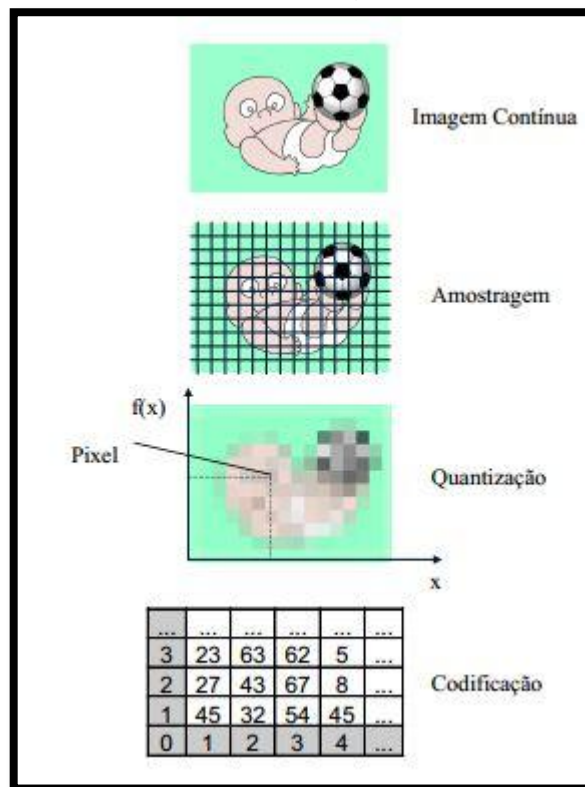 Imagem Contínua
Amostragem
f(x)
Pixel
Quantização
x
... ... ... ... ... ...
3 23 63 62 5 ...
2 27 43 67 8 ...
Codificação
1 45 32 54 45 ...
0 1 2 3 4 ...